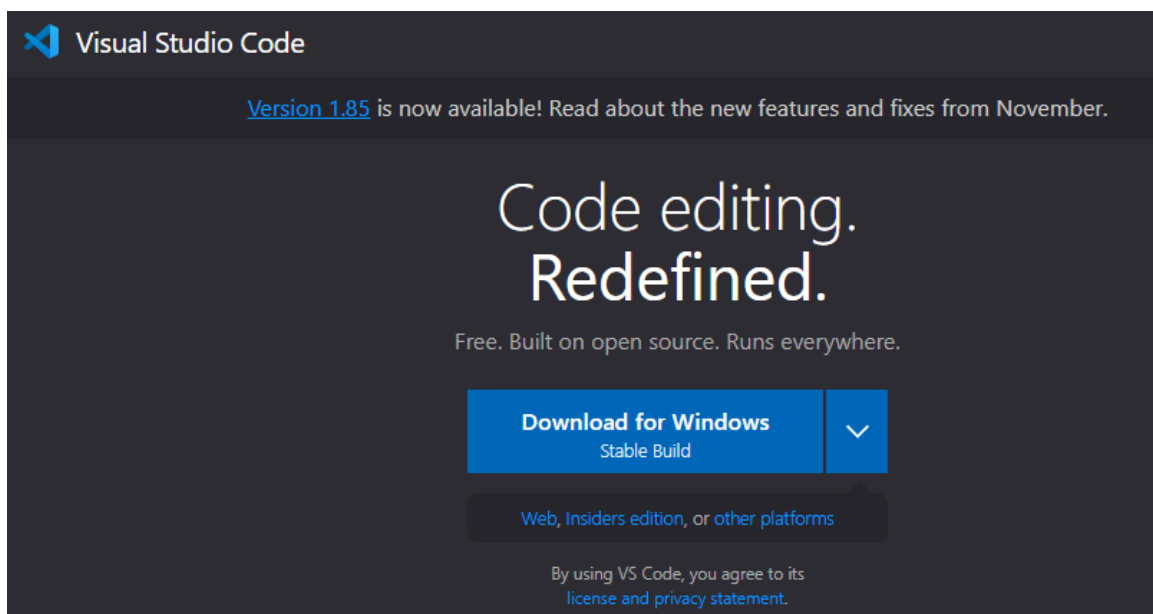 Visual Studio Code
Version 1.85 is now available! Read about the new features and fixes from November.
Code editing.
Redefined.
Free. Built on open source. Runs everywhere.
Download for Windows
Stable Build
Web, Insiders edition, or other platforms
By using VS Code, you agree to its
license and privacy statement.